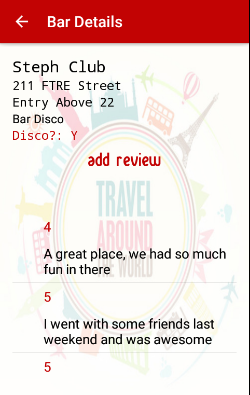 Bar Details
Steph Club
211 FTRE Street
Entry Above 22
Bar Disco
Disco?: Y
add review
TRAVEL
AROUND
THE WORLD
4
A great place, we had so much
fun in there
5
I went with some friends last
weekend and was awesome
5